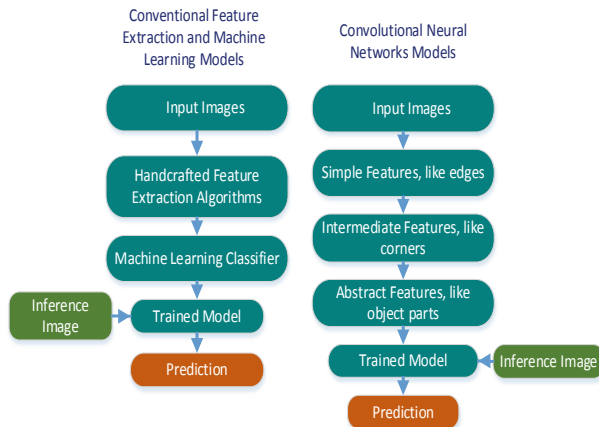 Conventional Feature
Extraction and Machine
Learning Models
Input Images
Handcrafted Feature
Extraction Algorithms
Machine Learning Classifier
Inference
Image
Trained Model
Prediction
Convolutional Neural
Networks Models
Input Images
Simple Features, like edges
Intermediate Features, like
corners
Abstract Features, like
object parts
Trained Model
Inference Image
Prediction